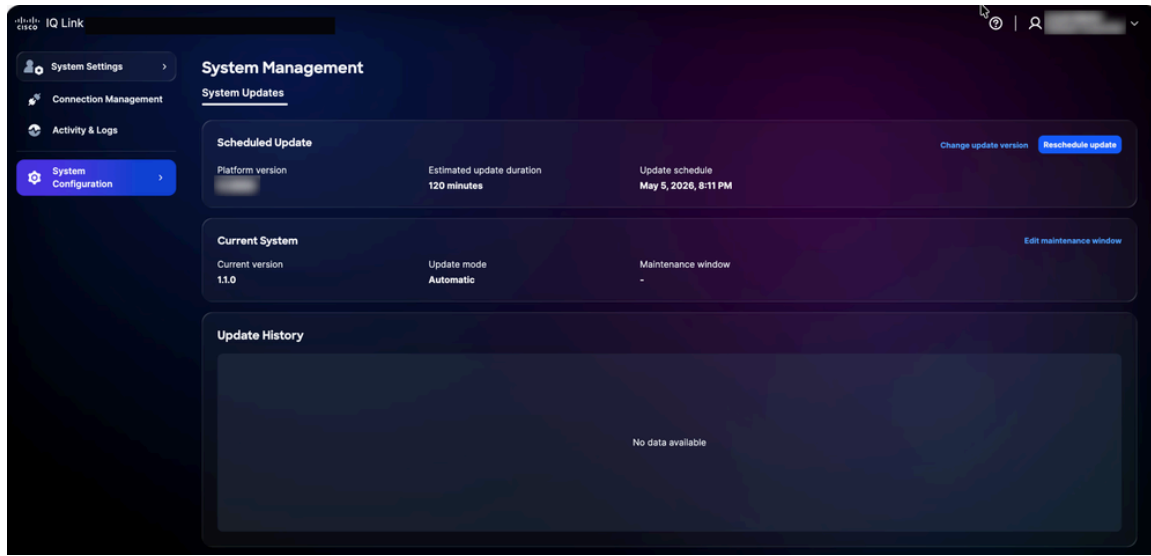 cisco IQ Link
System Settings
Connection Management
Activity & Logs
System
Configuration
System Management
System Updates
Scheduled Update
Change update version
Reschedule update
Platform version
Estimated update duration
120 minutes
Update schedule
May 5, 2026, 8:11 PM
Current System
Edit maintenance window
Current version
1.1.0
Update mode
Automatic
Maintenance window
-
Update History
No data available